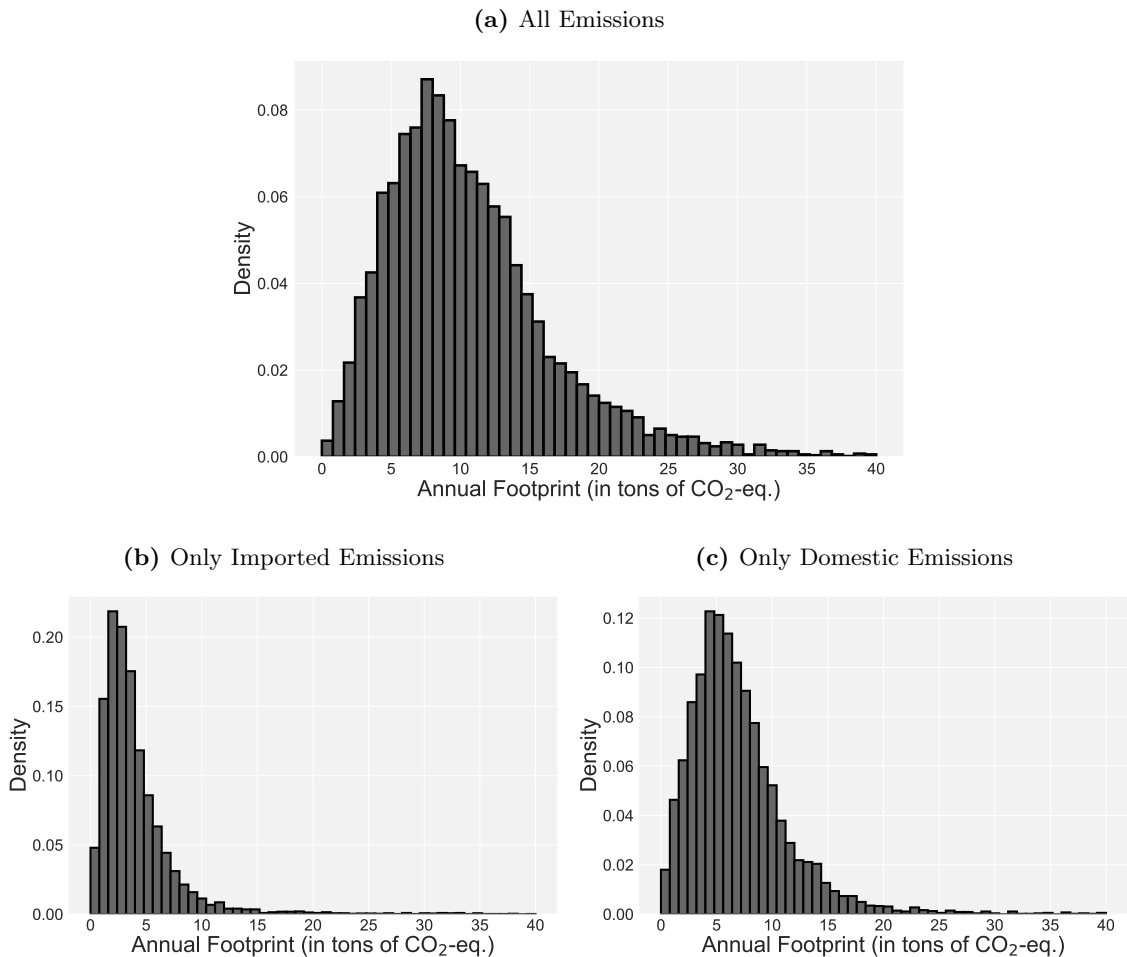 (a) All Emissions
0.08
0.06
0.04
0.02
0.00
Density
0 5 10 15 20 25 30 35 40
Annual Footprint (in tons of CO₂-eq.)
(b) Only Imported Emissions
0.20
0.15
0.10
0.05
0.00
Density
0 5 10 15 20 25 30 35 40
Annual Footprint (in tons of CO₂-eq.)
(c) Only Domestic Emissions
0.12
0.10
0.08
0.06
0.04
0.02
0.00
Density
0 5 10 15 20 25 30 35 40
Annual Footprint (in tons of CO₂-eq.)